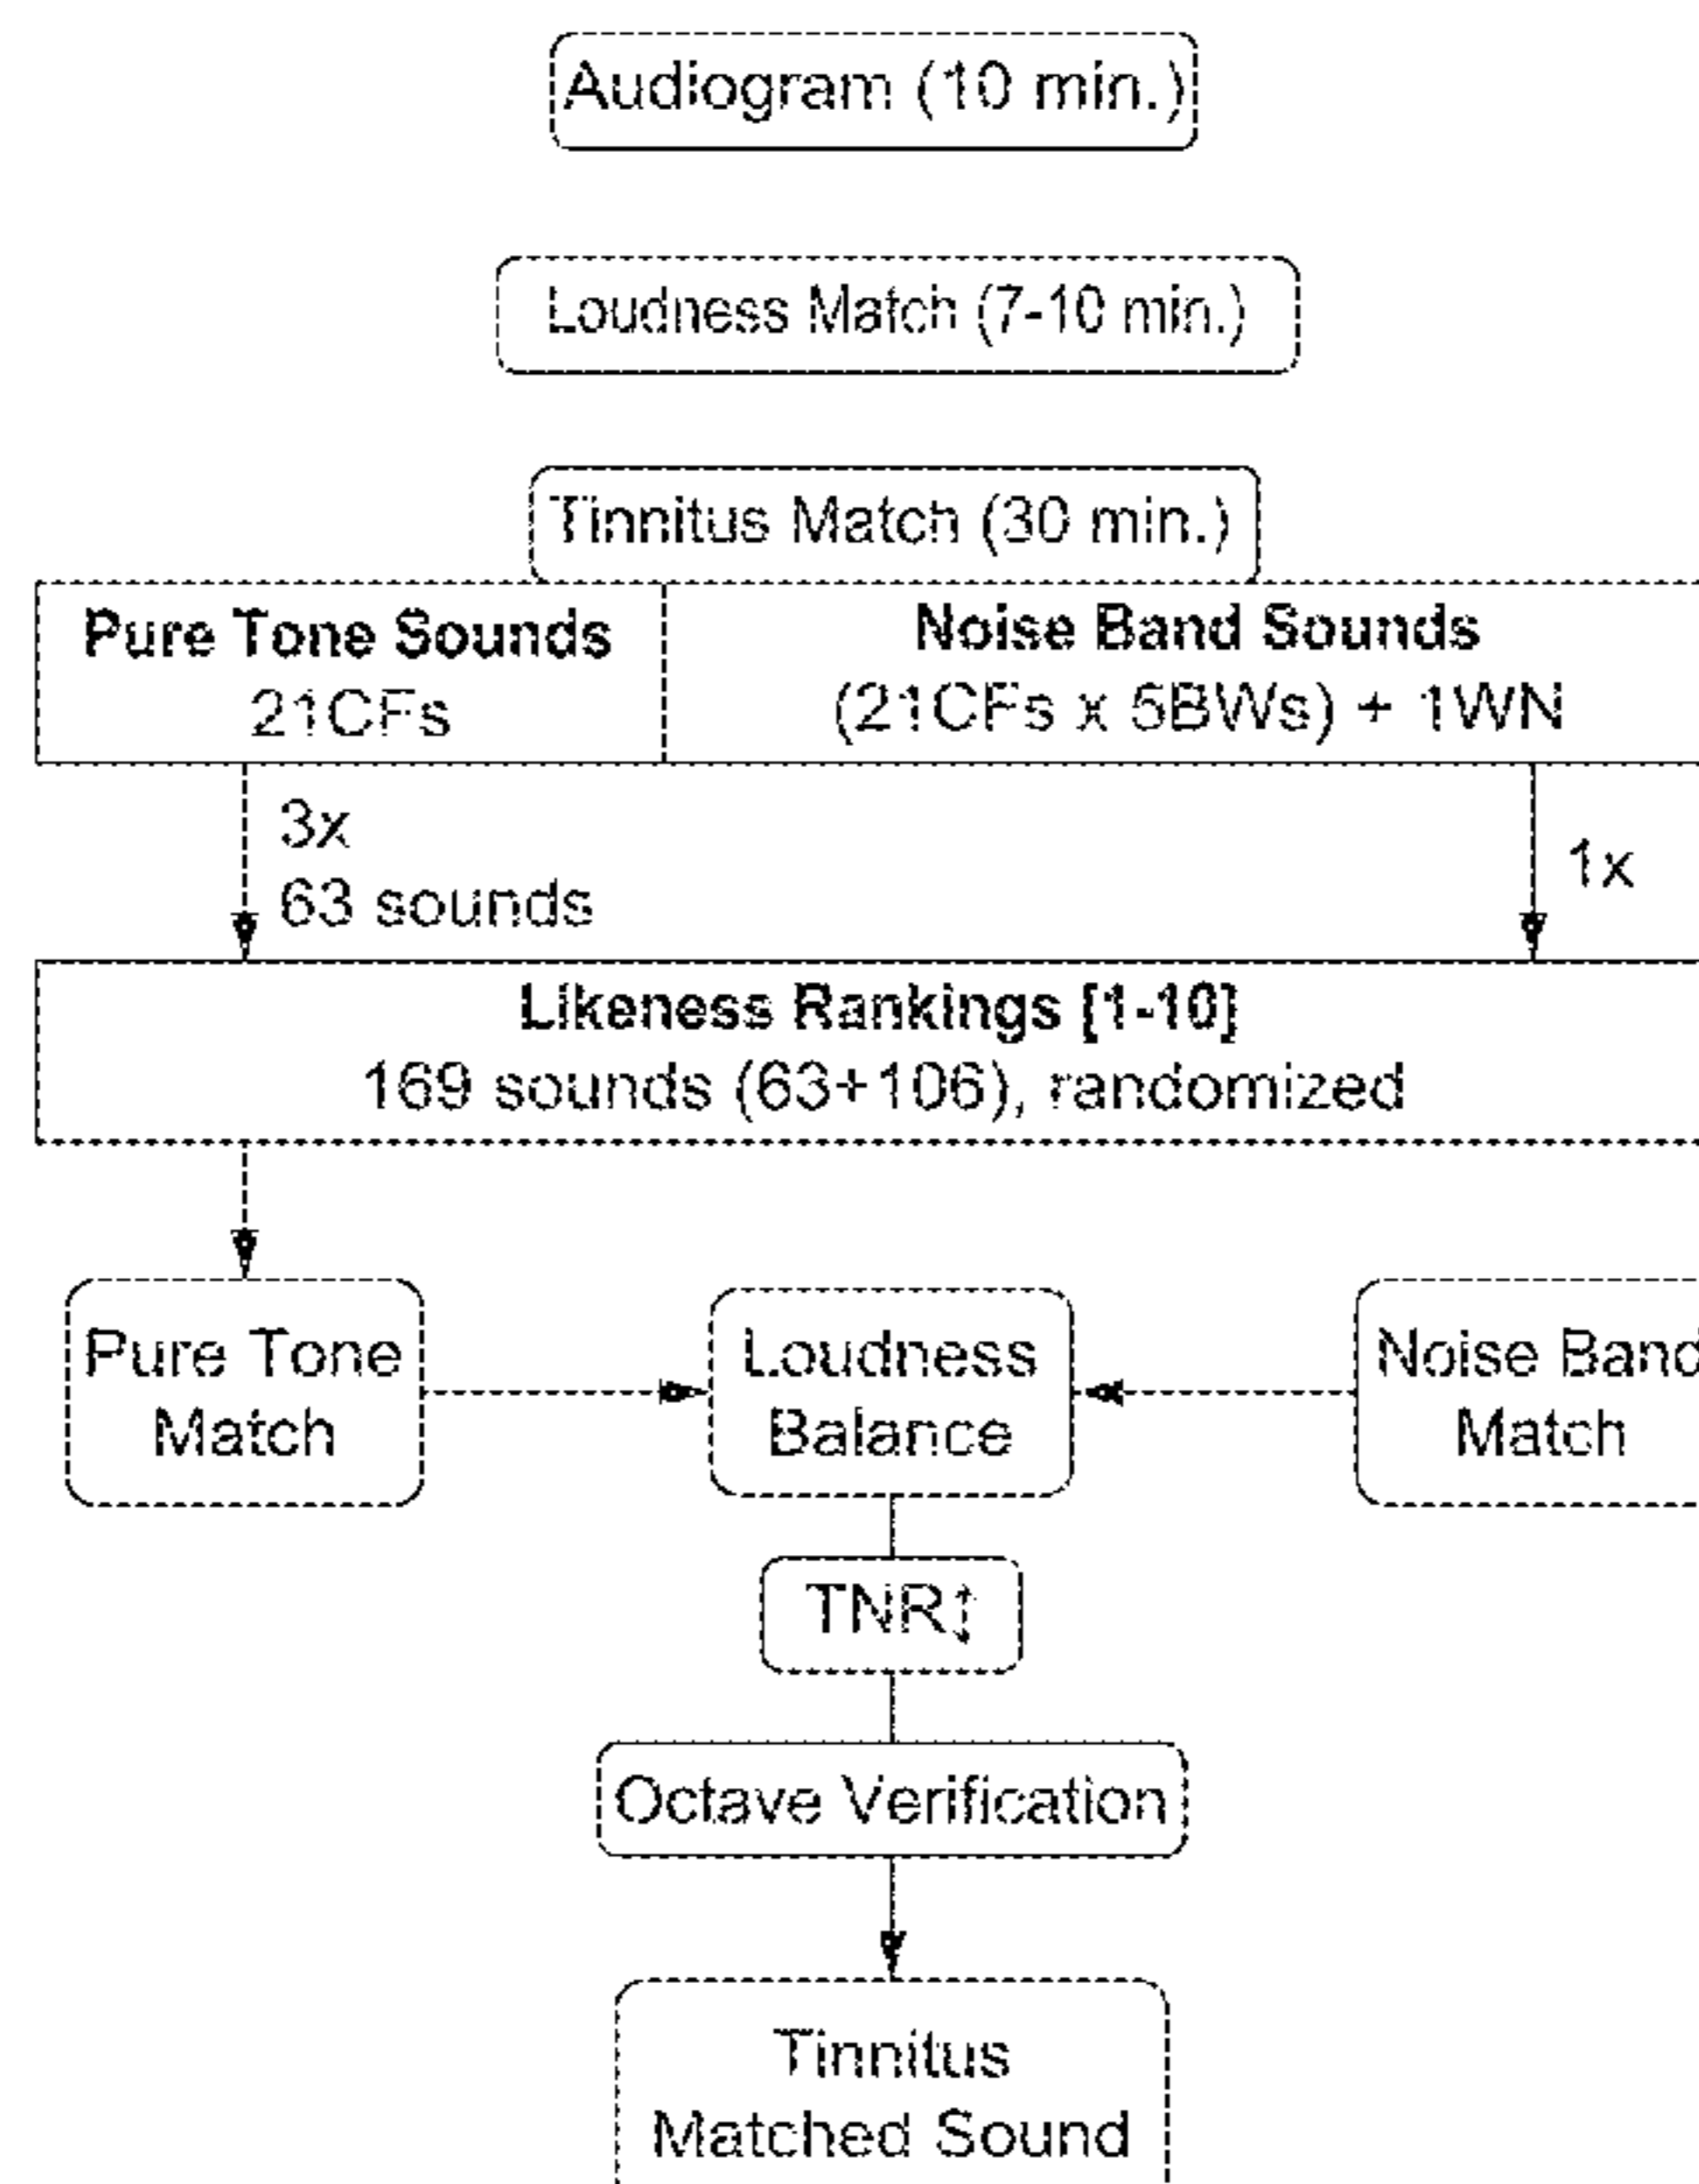 Audiogram (10 min.)
Loudness Match (7-10 min.)
Tinnitus Match (30 min.)
Pure Tone Sounds
21CFs
Noise Band Sounds
(21CFs x 5BWs) + 1WN
3x
63 sounds
1x
Likeness Rankings [1-10]
169 sounds (63+106), randomized
Pure Tone
Match
Loudness
Balance
Noise Band
Match
TNR↕
Octave Verification
Tinnitus
Matched Sound